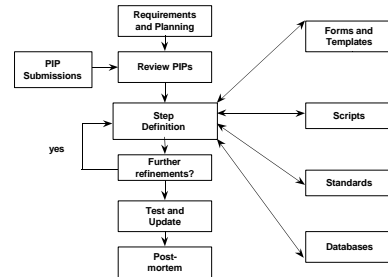 Requirements
and Planning
PIP
Submissions
Review PIPs
Step
Definition
yes
Further
refinements?
Test and
Update
Post-
mortem
Forms and
Templates
Scripts
Standards
Databases